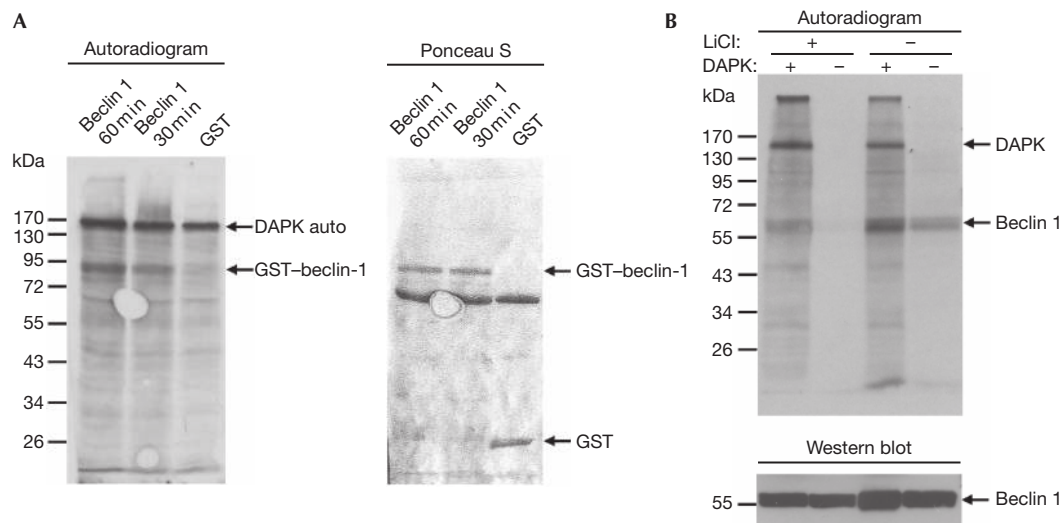 A
Autoradiogram
Beclin 1
60 min
Beclin 1
30 min
GST
kDa
170
130
95
72
55
43
34
26
DAPK auto
GST–beclin-1
Ponceau S
Beclin 1
60 min
Beclin 1
30 min
GST
GST–beclin-1
GST
B
Autoradiogram
LiCl: + –
DAPK: + – + –
kDa
170
130
95
72
55
43
34
26
DAPK
Beclin 1
Western blot
55
Beclin 1